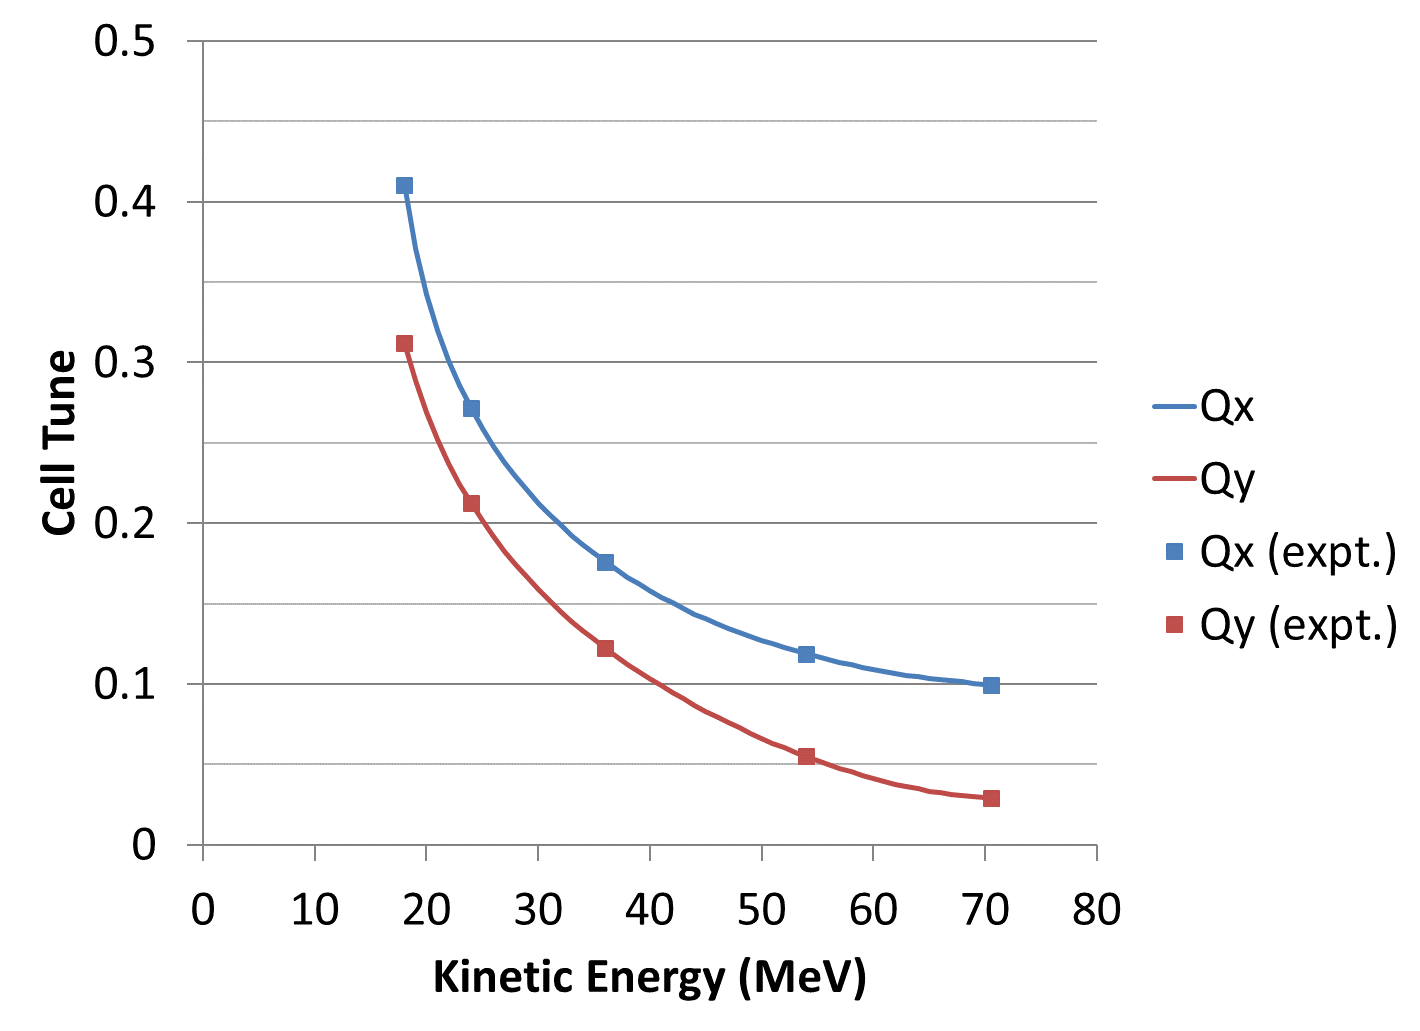 0.5
0.4
0.3
0.2
0.1
0
Cell Tune
0 10 20 30 40 50 60 70 80
Kinetic Energy (MeV)
Qx
Qy
Qx (expt.)
Qy (expt.)